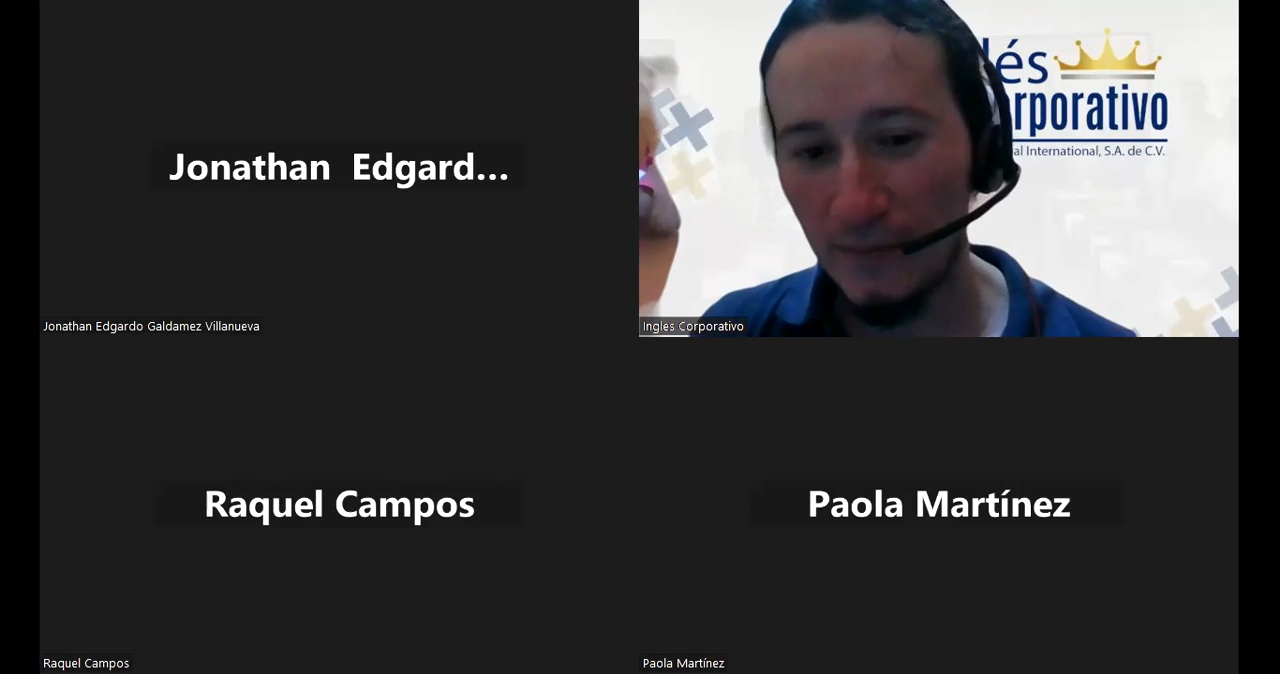 Jonathan  Edgard...
Jonathan Edgardo Galdamez Villanueva
lés
rporativo
al International, S.A. de C.V.
Ingles Corporativo
Raquel Campos
Raquel Campos
Paola Martínez
Paola Martínez